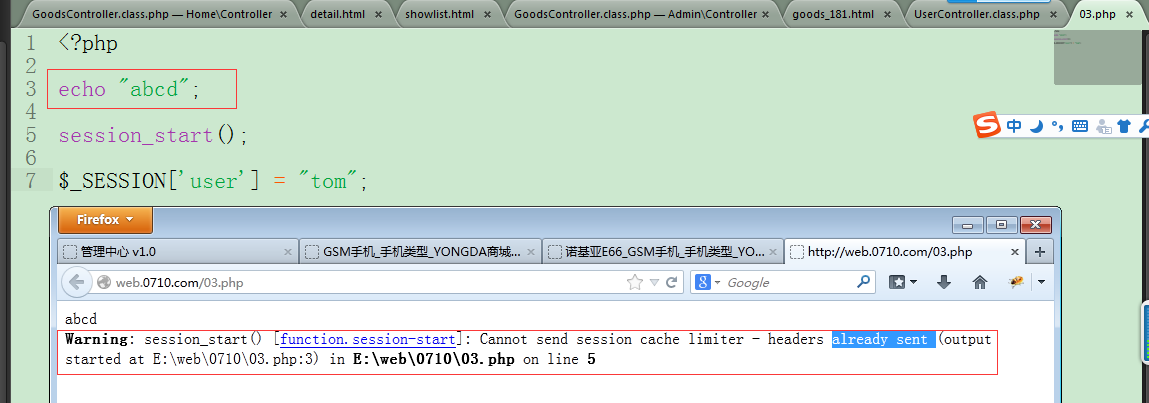 GoodsController.class.php — Home\Controller × detail.html × showlist.html × GoodsController.class.php — Admin\Controller × goods_181.html × UserController.class.php × 03.php ×
1 <?php
2
3 echo "abcd";
4
5 session_start();
6
7 $_SESSION['user'] = "tom";
S 中
Firefox
管理中心 v1.0 × GSM手机_手机类型_YONGDA商城... × 诺基亚E66_GSM手机_手机类型_YO... × http://web.0710.com/03.php × +
web.0710.com/03.php 8 Google
abcd
Warning: session_start() [function.session-start]: Cannot send session cache limiter - headers already sent (output
started at E:\web\0710\03.php:3) in E:\web\0710\03.php on line 5